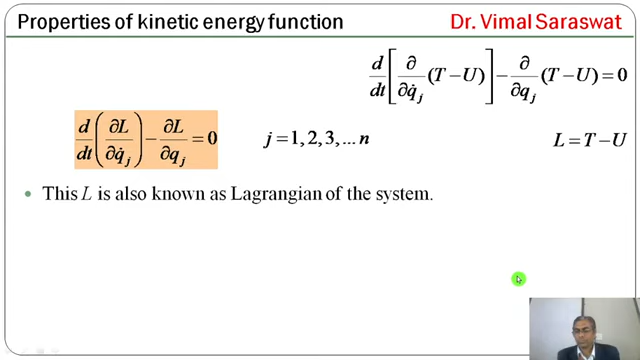 Properties of kinetic energy function Dr. Vimal Saraswat
d/dt[∂/∂q̇ⱼ(T−U)]−∂/∂qⱼ(T−U)=0
d/dt(∂L/∂q̇ⱼ)−∂L/∂qⱼ=0 j=1,2,3,...n L=T−U
• This L is also known as Lagrangian of the system.